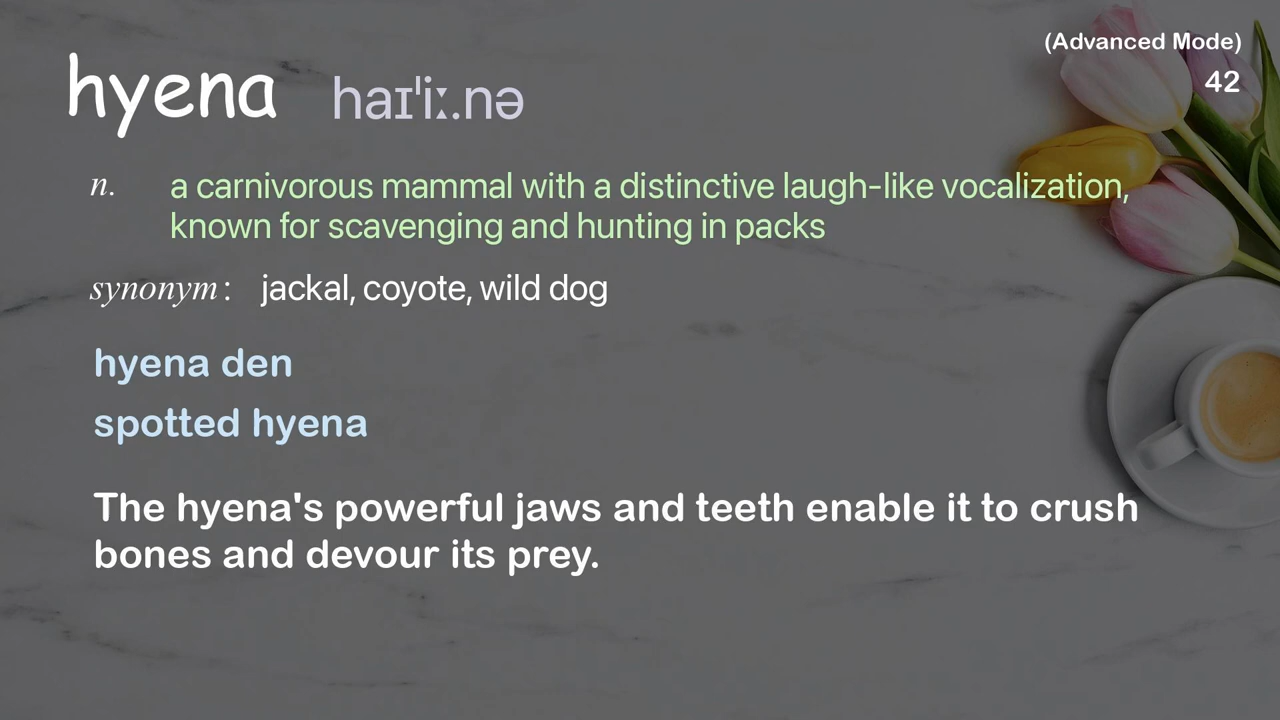 (Advanced Mode)
42
hyena haɪˈiː.nə
n. a carnivorous mammal with a distinctive laugh-like vocalization,
known for scavenging and hunting in packs
synonym: jackal, coyote, wild dog
hyena den
spotted hyena
The hyena's powerful jaws and teeth enable it to crush
bones and devour its prey.